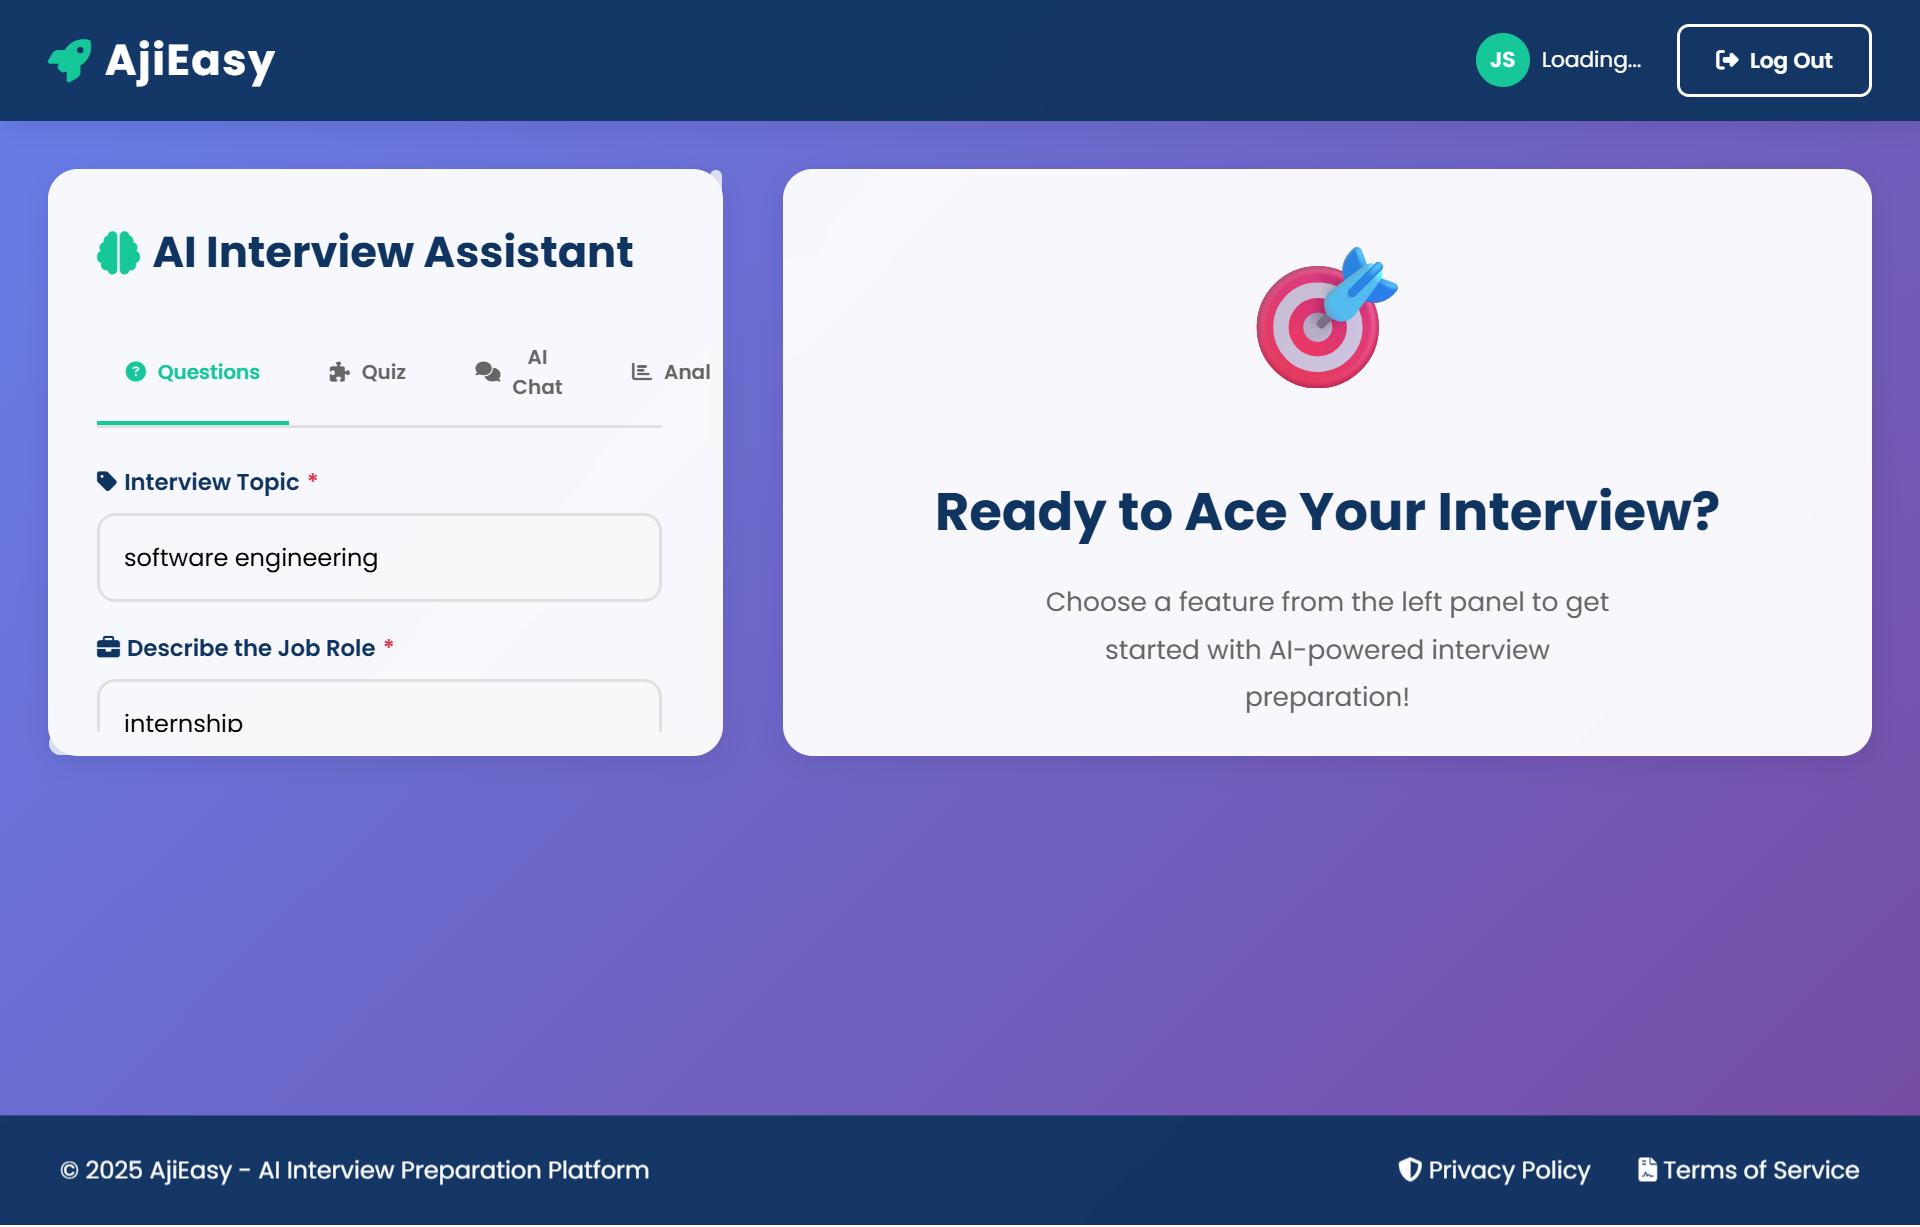 AjiEasy
JS Loading...
Log Out
AI Interview Assistant
Questions
Quiz
AI
Chat
Anal
Interview Topic *
software engineering
Describe the Job Role *
internship
Ready to Ace Your Interview?
Choose a feature from the left panel to get
started with AI-powered interview
preparation!
© 2025 AjiEasy - AI Interview Preparation Platform
Privacy Policy
Terms of Service